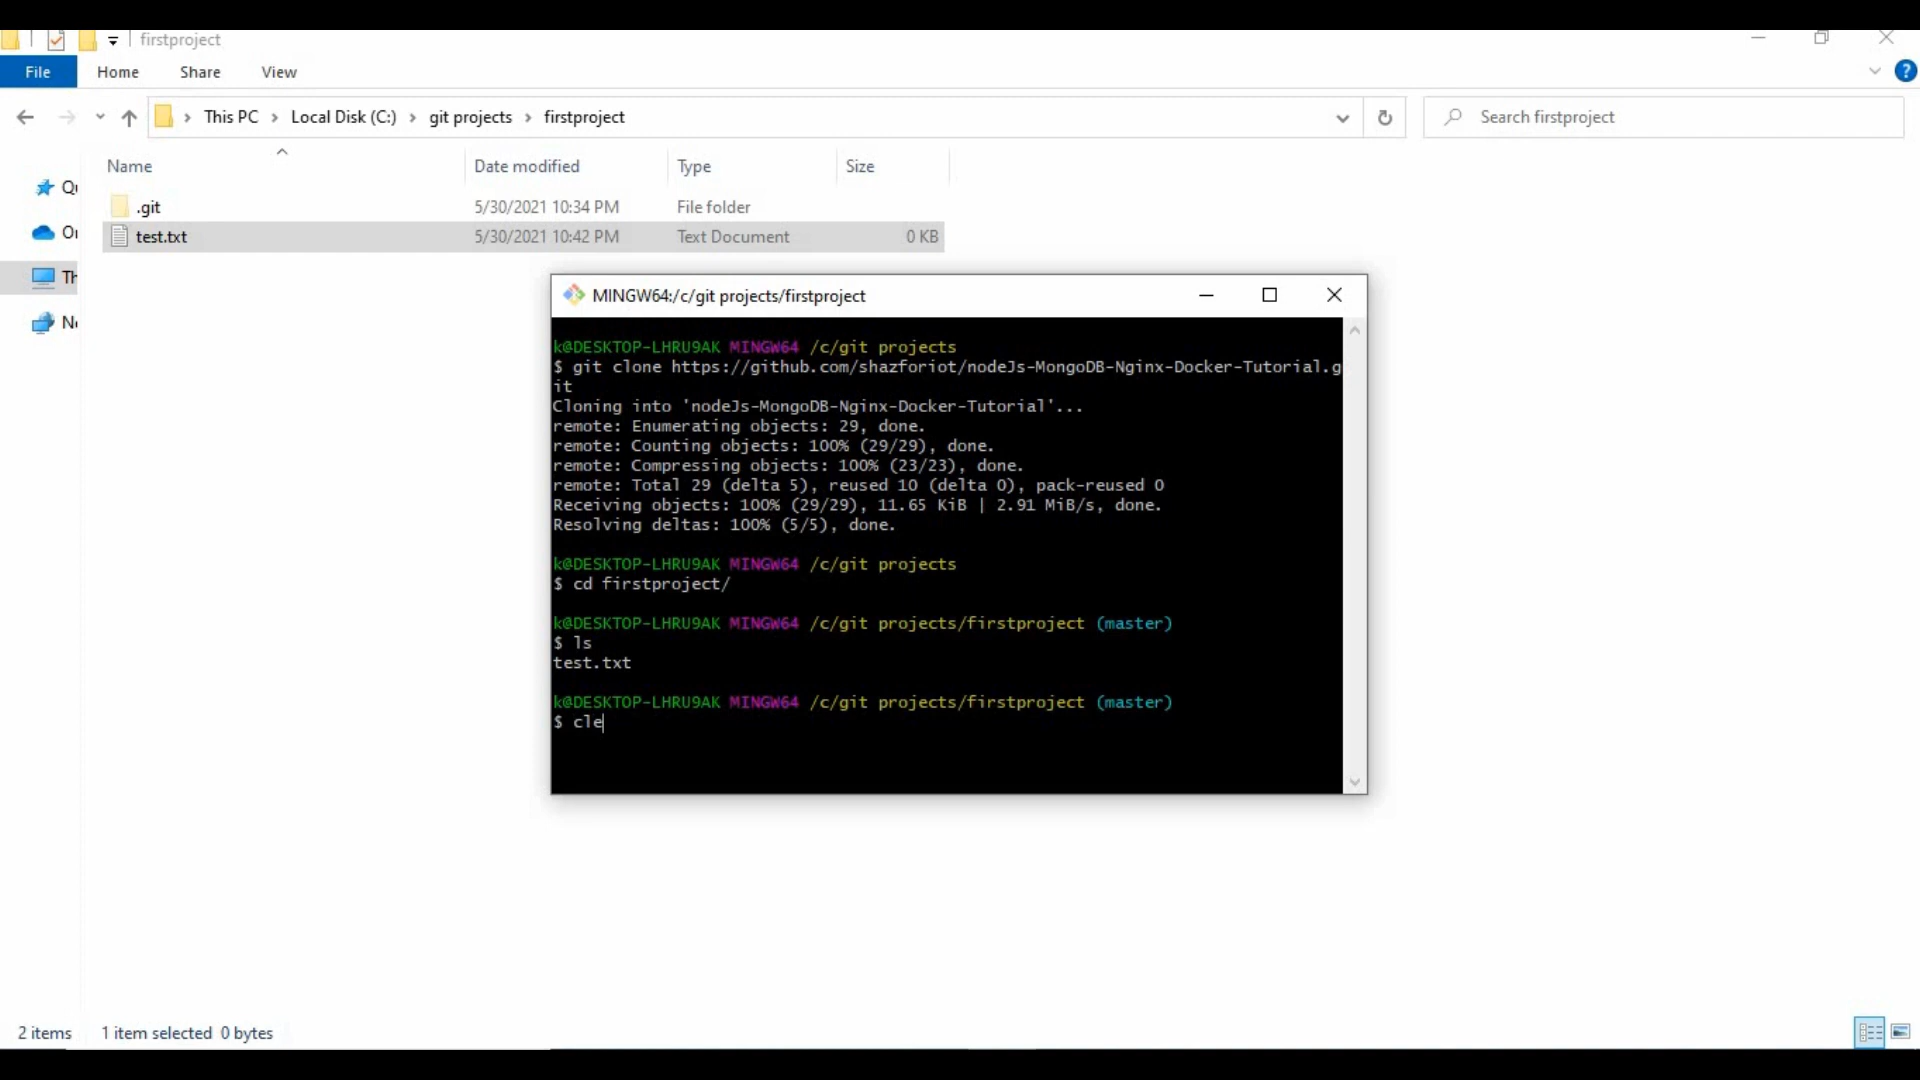 firstproject
File Home Share View
This PC Local Disk (C:) git projects firstproject
Search firstproject
Name Date modified Type Size
.git 5/30/2021 10:34 PM File folder
test.txt 5/30/2021 10:42 PM Text Document 0 KB
Qu
On
Th
Ne
MINGW64:/c/git projects/firstproject
k@DESKTOP-LHRU9AK MINGW64 /c/git projects
$ git clone https://github.com/shazforiot/nodeJs-MongoDB-Nginx-Docker-Tutorial.g
it
Cloning into 'nodeJs-MongoDB-Nginx-Docker-Tutorial'...
remote: Enumerating objects: 29, done.
remote: Counting objects: 100% (29/29), done.
remote: Compressing objects: 100% (23/23), done.
remote: Total 29 (delta 5), reused 10 (delta 0), pack-reused 0
Receiving objects: 100% (29/29), 11.65 KiB | 2.91 MiB/s, done.
Resolving deltas: 100% (5/5), done.
k@DESKTOP-LHRU9AK MINGW64 /c/git projects
$ cd firstproject/
k@DESKTOP-LHRU9AK MINGW64 /c/git projects/firstproject (master)
$ ls
test.txt
k@DESKTOP-LHRU9AK MINGW64 /c/git projects/firstproject (master)
$ cle
2 items 1 item selected 0 bytes